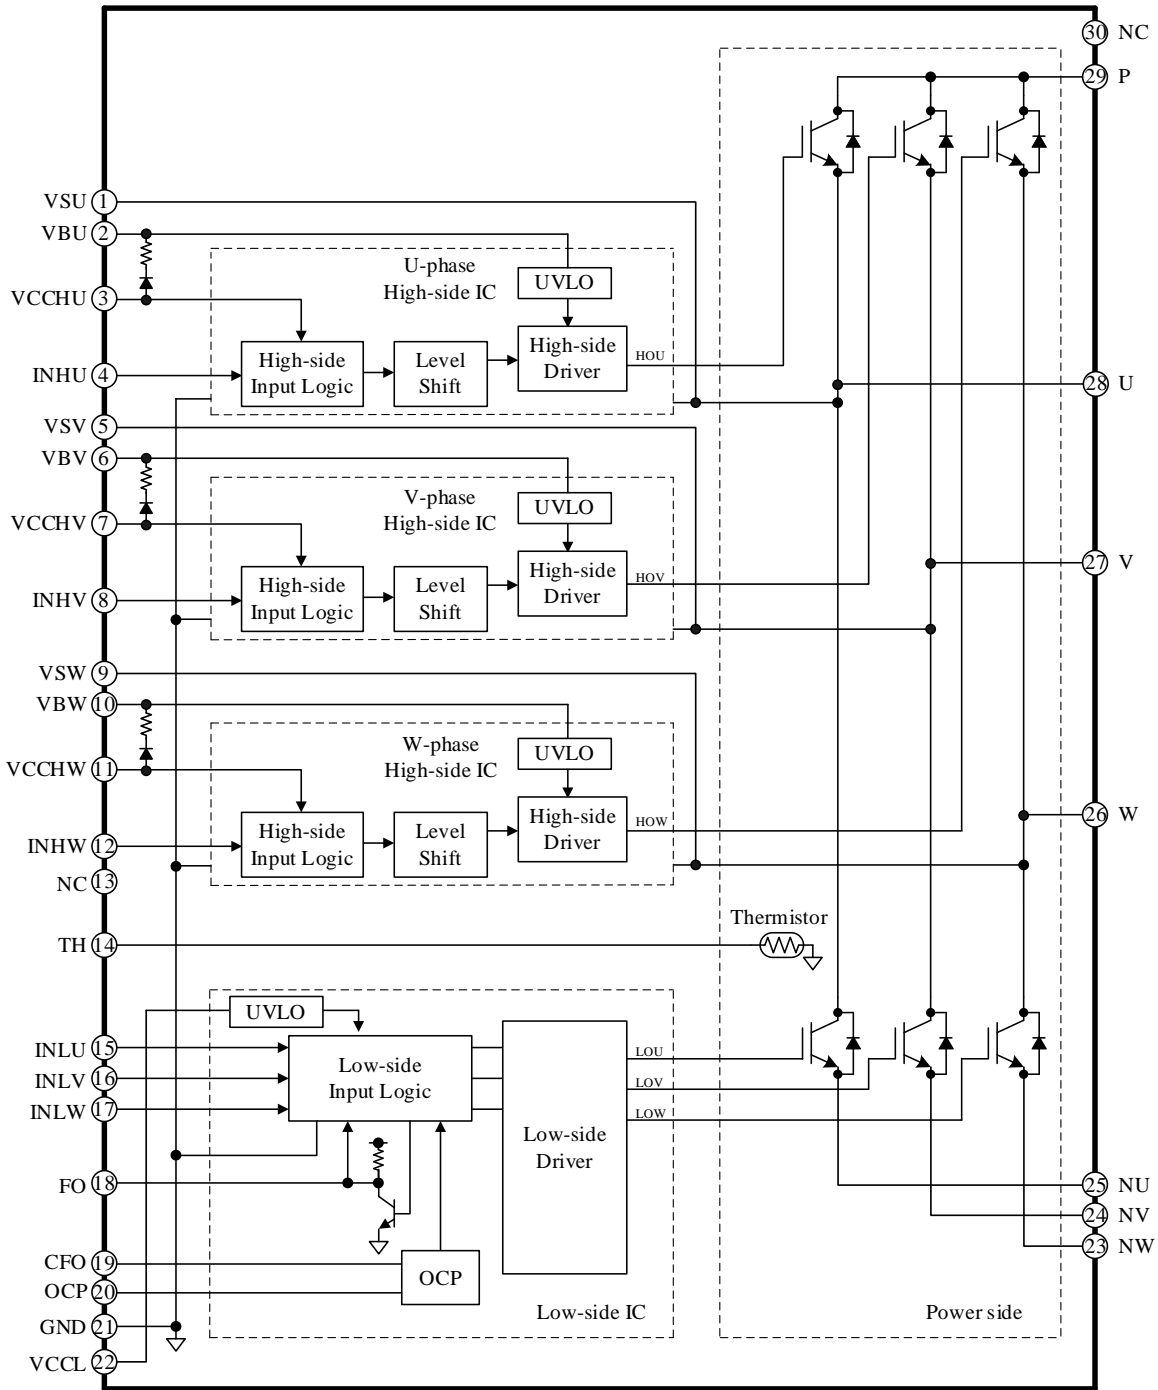 30 NC
29 P
VSU 1
VBU 2
U-phase
High-side IC
UVLO
VCCHU 3
High-side
Input Logic
Level
Shift
High-side
Driver
HOU
INHU 4
28 U
VSV 5
VBV 6
V-phase
High-side IC
UVLO
VCCHV 7
High-side
Input Logic
Level
Shift
High-side
Driver
HOV
27 V
INHV 8
VSW 9
VBW 10
W-phase
High-side IC
UVLO
VCCHW 11
High-side
Input Logic
Level
Shift
High-side
Driver
HOW
26 W
INHW 12
NC 13
Thermistor
TH 14
UVLO
INLU 15
INLV 16
INLW 17
Low-side
Input Logic
LOU
LOV
LOW
Low-side
Driver
FO 18
25 NU
24 NV
23 NW
CFO 19
OCP 20
OCP
Low-side IC
Power side
GND 21
VCCL 22